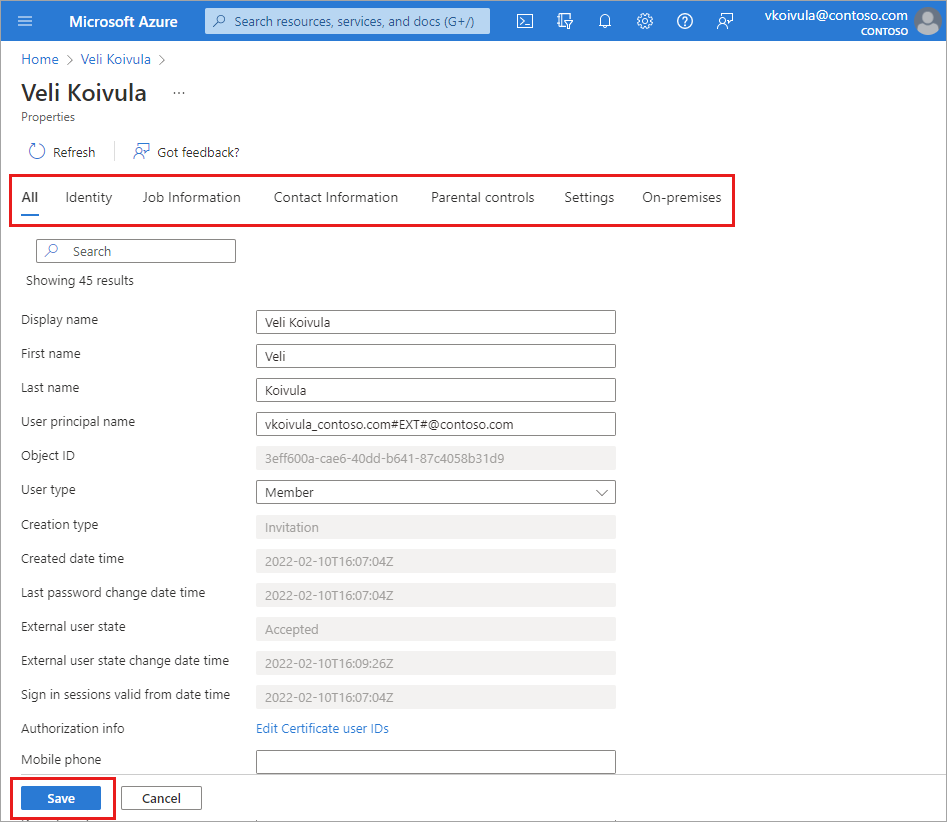 Microsoft Azure
Search resources, services, and docs (G+/)
vkoivula@contoso.com
CONTOSO
Home > Veli Koivula >
Veli Koivula ...
Properties
Refresh
Got feedback?
All Identity Job Information Contact Information Parental controls Settings On-premises
Search
Showing 45 results
Display name Veli Koivula
First name Veli
Last name Koivula
User principal name vkoivula_contoso.com#EXT#@contoso.com
Object ID 3eff600a-cae6-40dd-b641-87c4058b31d9
User type Member
Creation type Invitation
Created date time 2022-02-10T16:07:04Z
Last password change date time 2022-02-10T16:07:04Z
External user state Accepted
External user state change date time 2022-02-10T16:09:26Z
Sign in sessions valid from date time 2022-02-10T16:07:04Z
Authorization info Edit Certificate user IDs
Mobile phone
Save Cancel